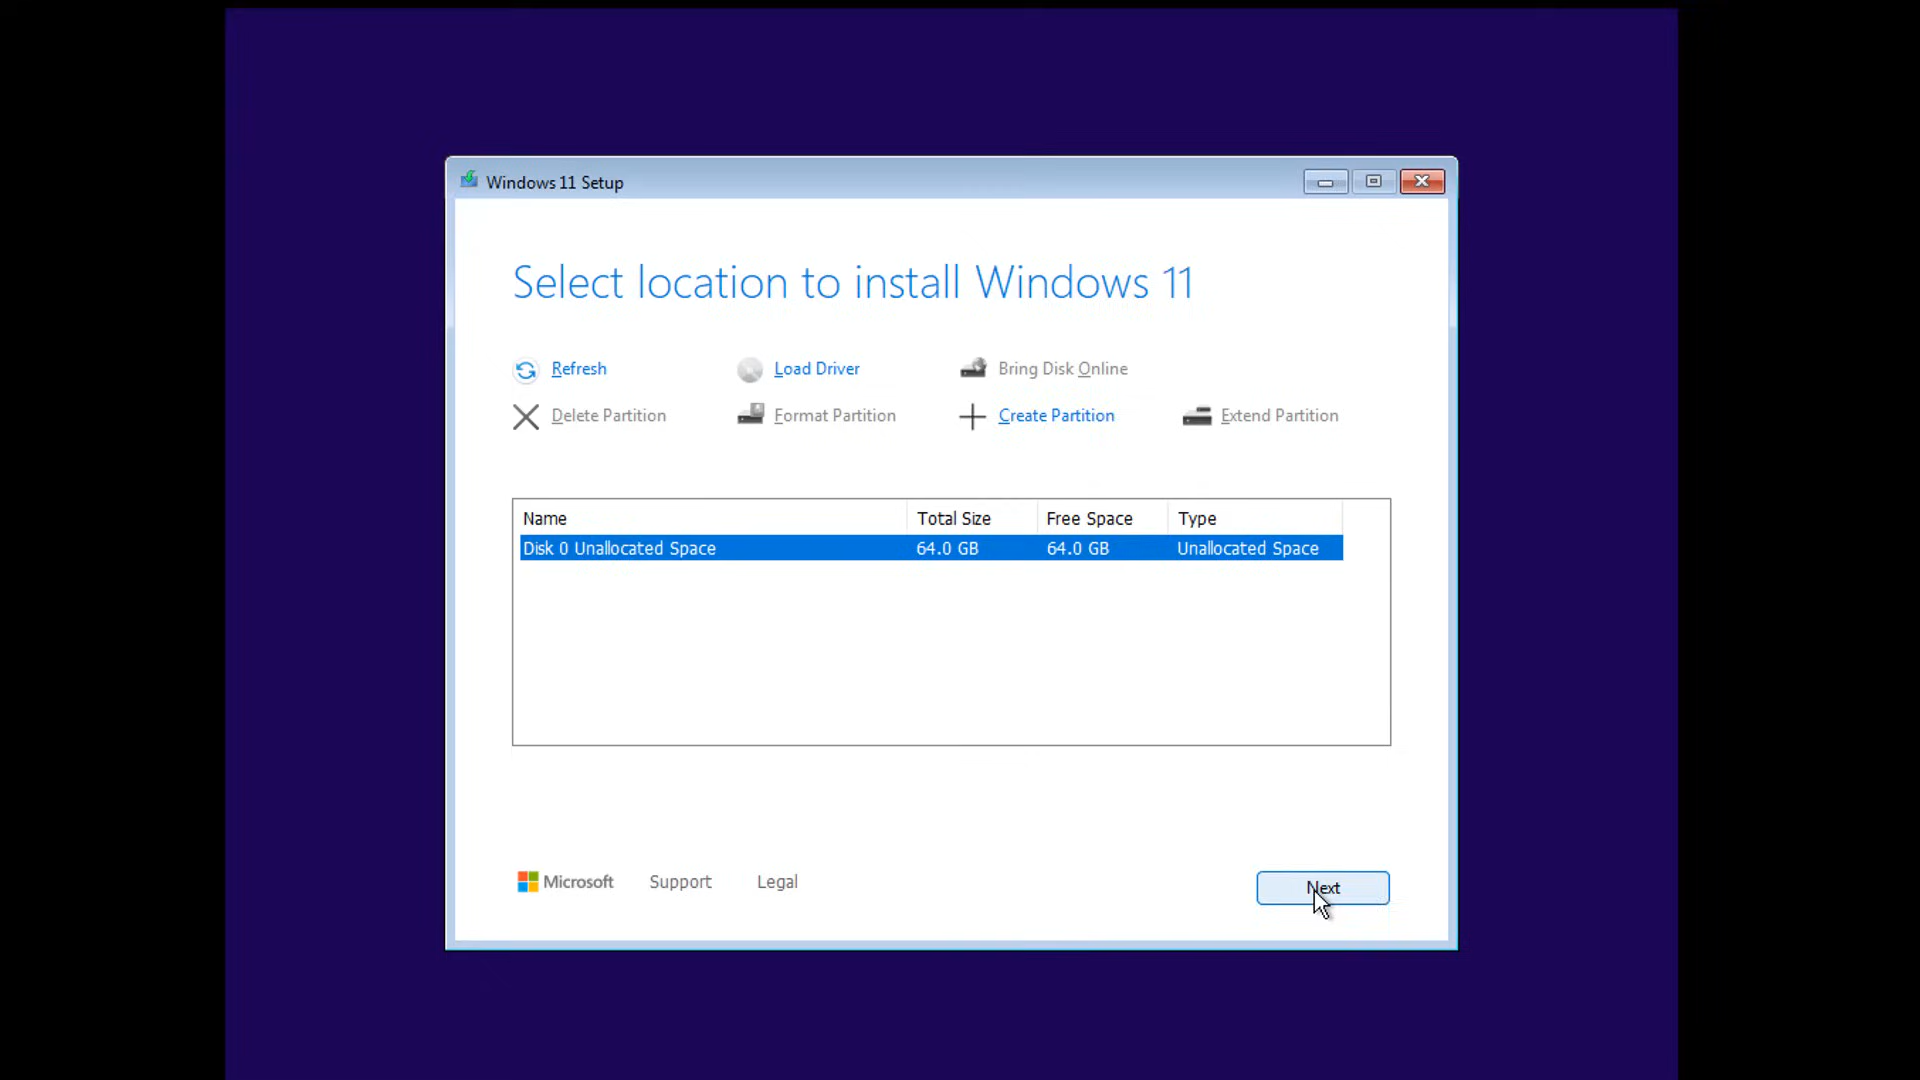 Windows 11 Setup
Select location to install Windows 11
Refresh Load Driver Bring Disk Online
Delete Partition Format Partition Create Partition Extend Partition
Name Total Size Free Space Type
Disk 0 Unallocated Space 64.0 GB 64.0 GB Unallocated Space
Microsoft Support Legal Next